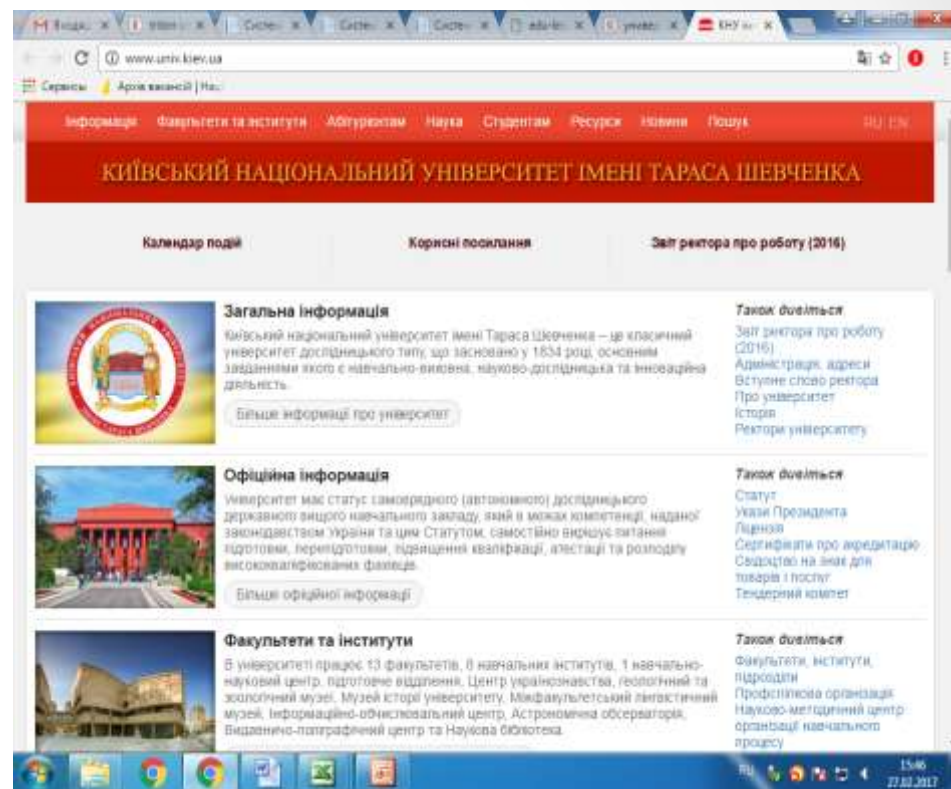 www.univ.kiev.ua
Сервисы Архів вакансій | На...
Інформація Факультети та інститути Абітурієнтам Наука Студентам Ресурси Новини Пошук RU EN
КИЇВСЬКИЙ НАЦІОНАЛЬНИЙ УНІВЕРСИТЕТ ІМЕНІ ТАРАСА ШЕВЧЕНКА
Календар подій Корисні посилання Звіт ректора про роботу (2016)
Загальна інформація
Київський національний університет імені Тараса Шевченка – це класичний
університет дослідницького типу, що засновано у 1834 році, основним
завданнями якого є навчально-виховна, науково-дослідницька та інноваційна
діяльність.
Більше інформації про університет
Також дивіться
Звіт ректора про роботу
(2016)
Адміністрація, адреси
Вступне слово ректора
Про університет
Історія
Ректори університету
Офіційна інформація
Університет має статус самоврядного (автономного) дослідницького
державного вищого навчального закладу, який в межах компетенції, наданої
законодавством України та цим Статутом, самостійно вирішує питання
підготовки, перепідготовки, підвищення кваліфікації, атестації та розподілу
висококваліфікованих фахівців.
Більше офіційної інформації
Також дивіться
Статут
Укази Президента
Ліцензія
Сертифікати про акредитацію
Свідоцтво на знак для
товарів і послуг
Тендерний комітет
Факультети та інститути
В університеті працює 13 факультетів, 8 навчальних інститутів, 1 навчально-
науковий центр, підготовче відділення, Центр українознавства, геологічний та
зоологічний музеї, Музей історії університету, Міжфакультетський лінгвістичний
музей, Інформаційно-обчислювальний центр, Астрономічна обсерваторія,
Видавничо-поліграфічний центр та Наукова бібліотека.
Також дивіться
Факультети, інститути,
підрозділи
Профспілкова організація
Науково-методичний центр
організації навчального
процесу
RU 15:46
27.02.2017